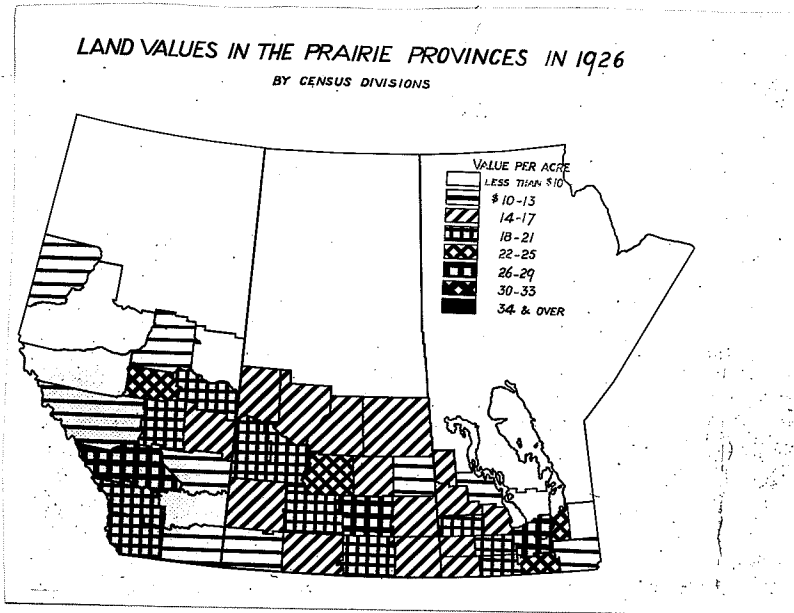 LAND VALUES IN THE PRAIRIE PROVINCES IN 1926
BY CENSUS DIVISIONS
VALUE PER ACRE
LESS THAN $10
$10-13
14-17
18-21
22-25
26-29
30-33
34 & OVER